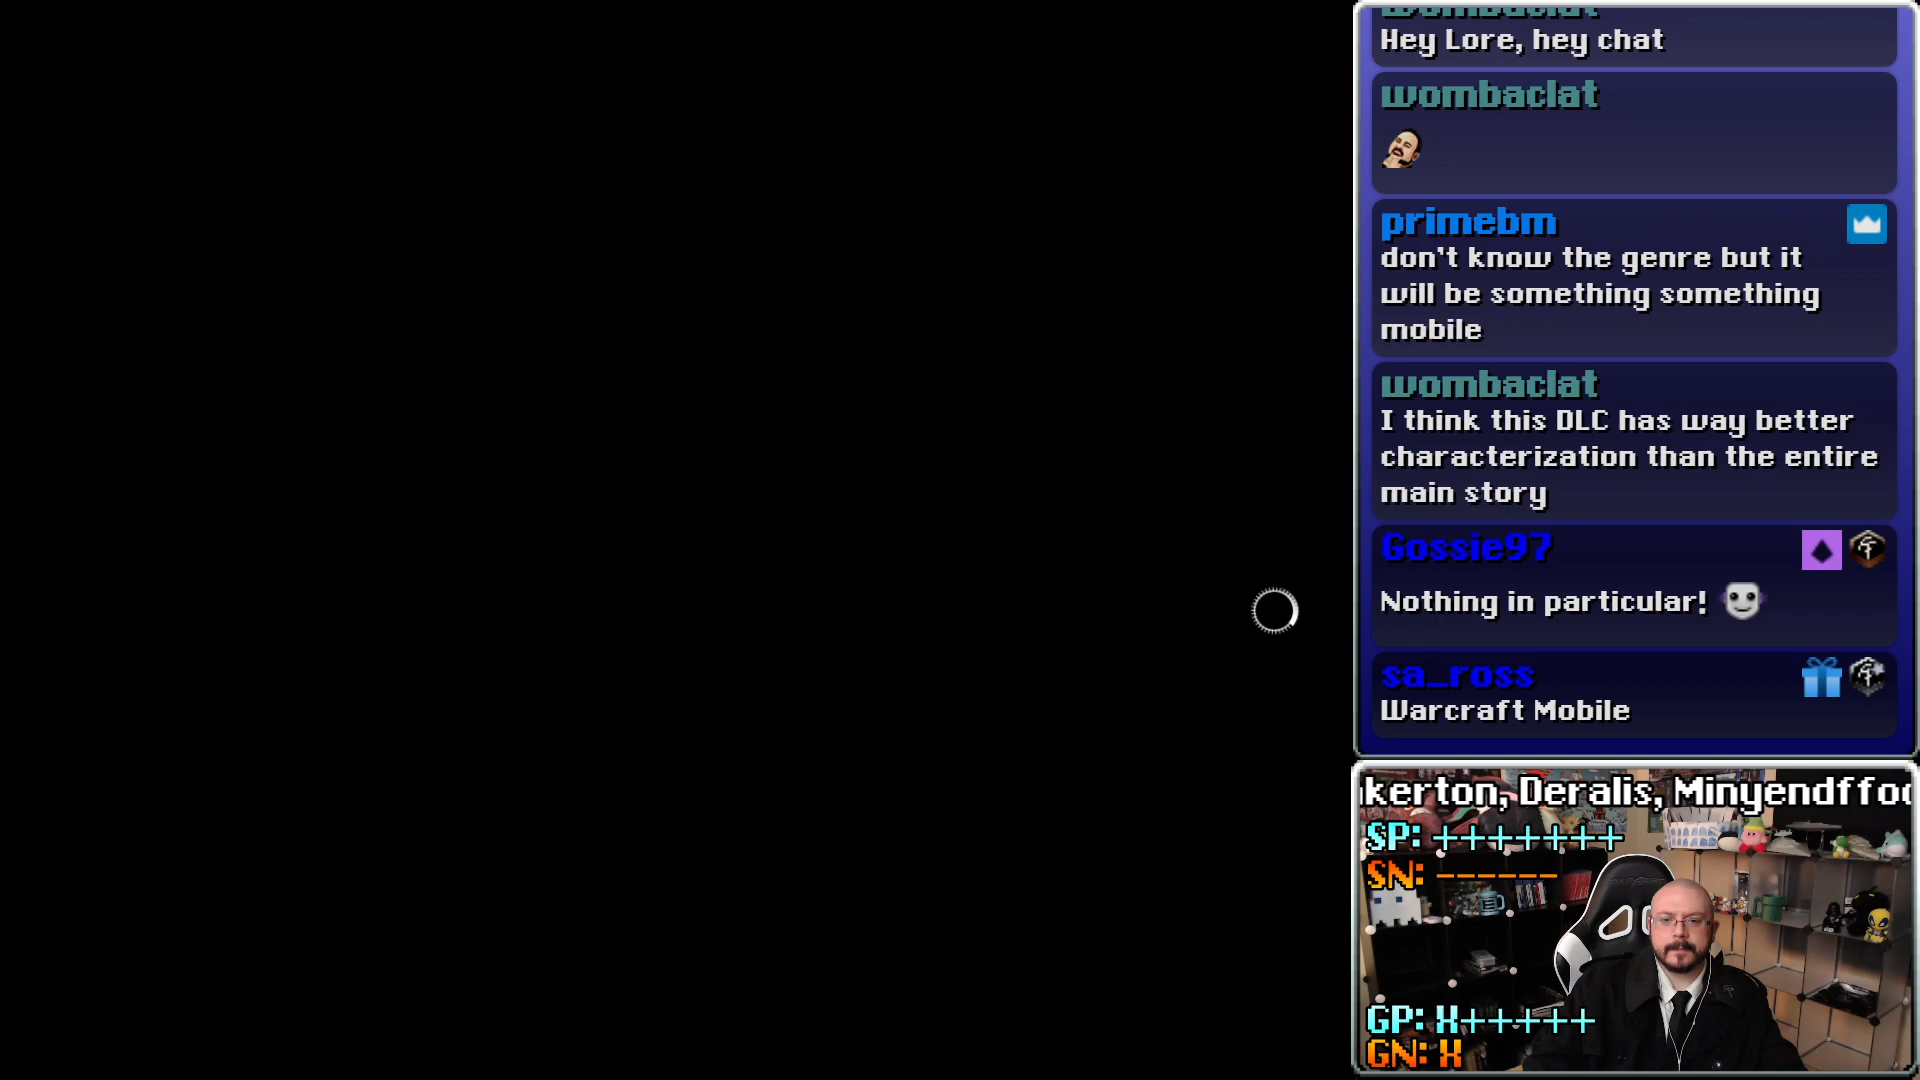 wombaclat
Hey Lore, hey chat
wombaclat
primebm
don't know the genre but it
will be something something
mobile
wombaclat
I think this DLC has way better
characterization than the entire
main story
Gossie97
Nothing in particular!
sa_ross
Warcraft Mobile
kerton, Deralis, Minyendffoo
SP: +++++++
SN: ------
GP: X+++++
GN: X